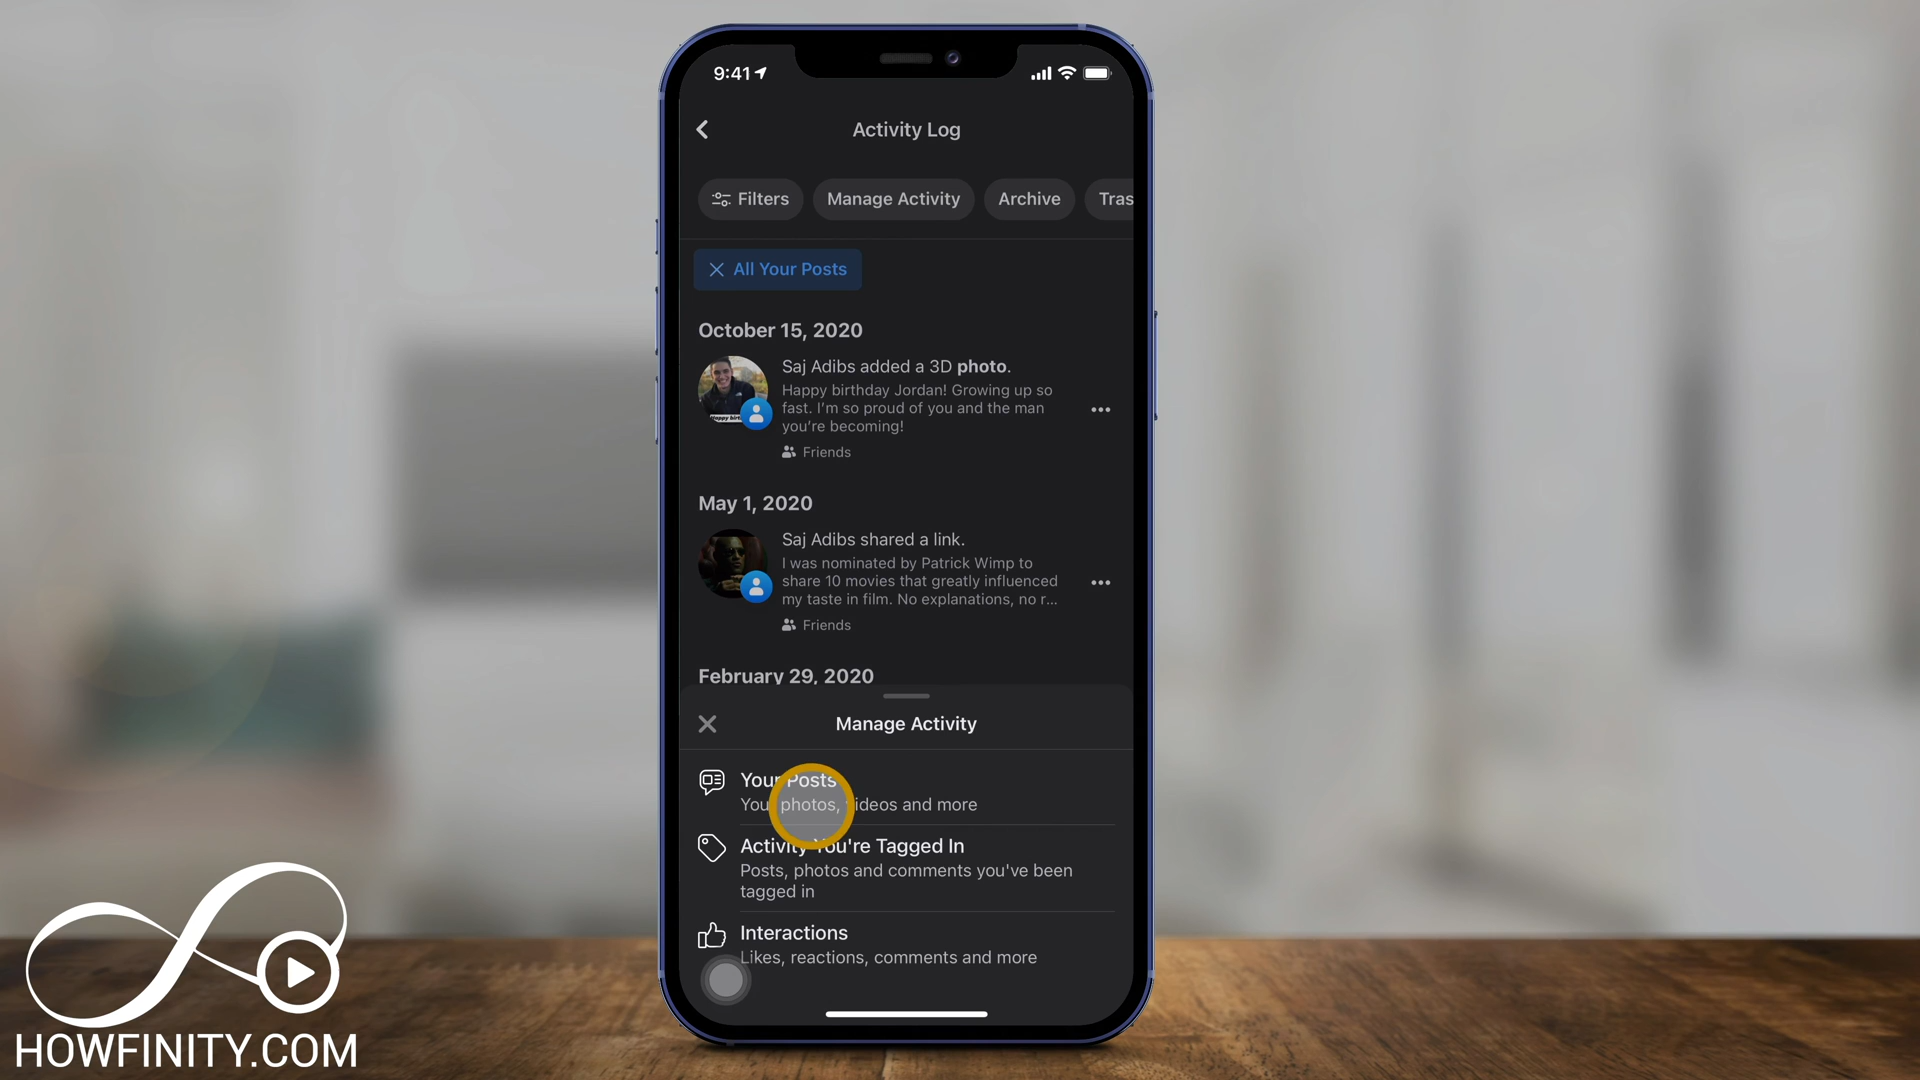 9:41
Activity Log
Filters
Manage Activity
Archive
Tras
All Your Posts
October 15, 2020
Saj Adibs added a 3D photo.
Happy birthday Jordan! Growing up so
fast. I'm so proud of you and the man
you're becoming!
Friends
May 1, 2020
Saj Adibs shared a link.
I was nominated by Patrick Wimp to
share 10 movies that greatly influenced
my taste in film. No explanations, no r...
Friends
February 29, 2020
Manage Activity
Your Posts
Your photos, videos and more
Activity You're Tagged In
Posts, photos and comments you've been
tagged in
Interactions
Likes, reactions, comments and more
HOWFINITY.COM